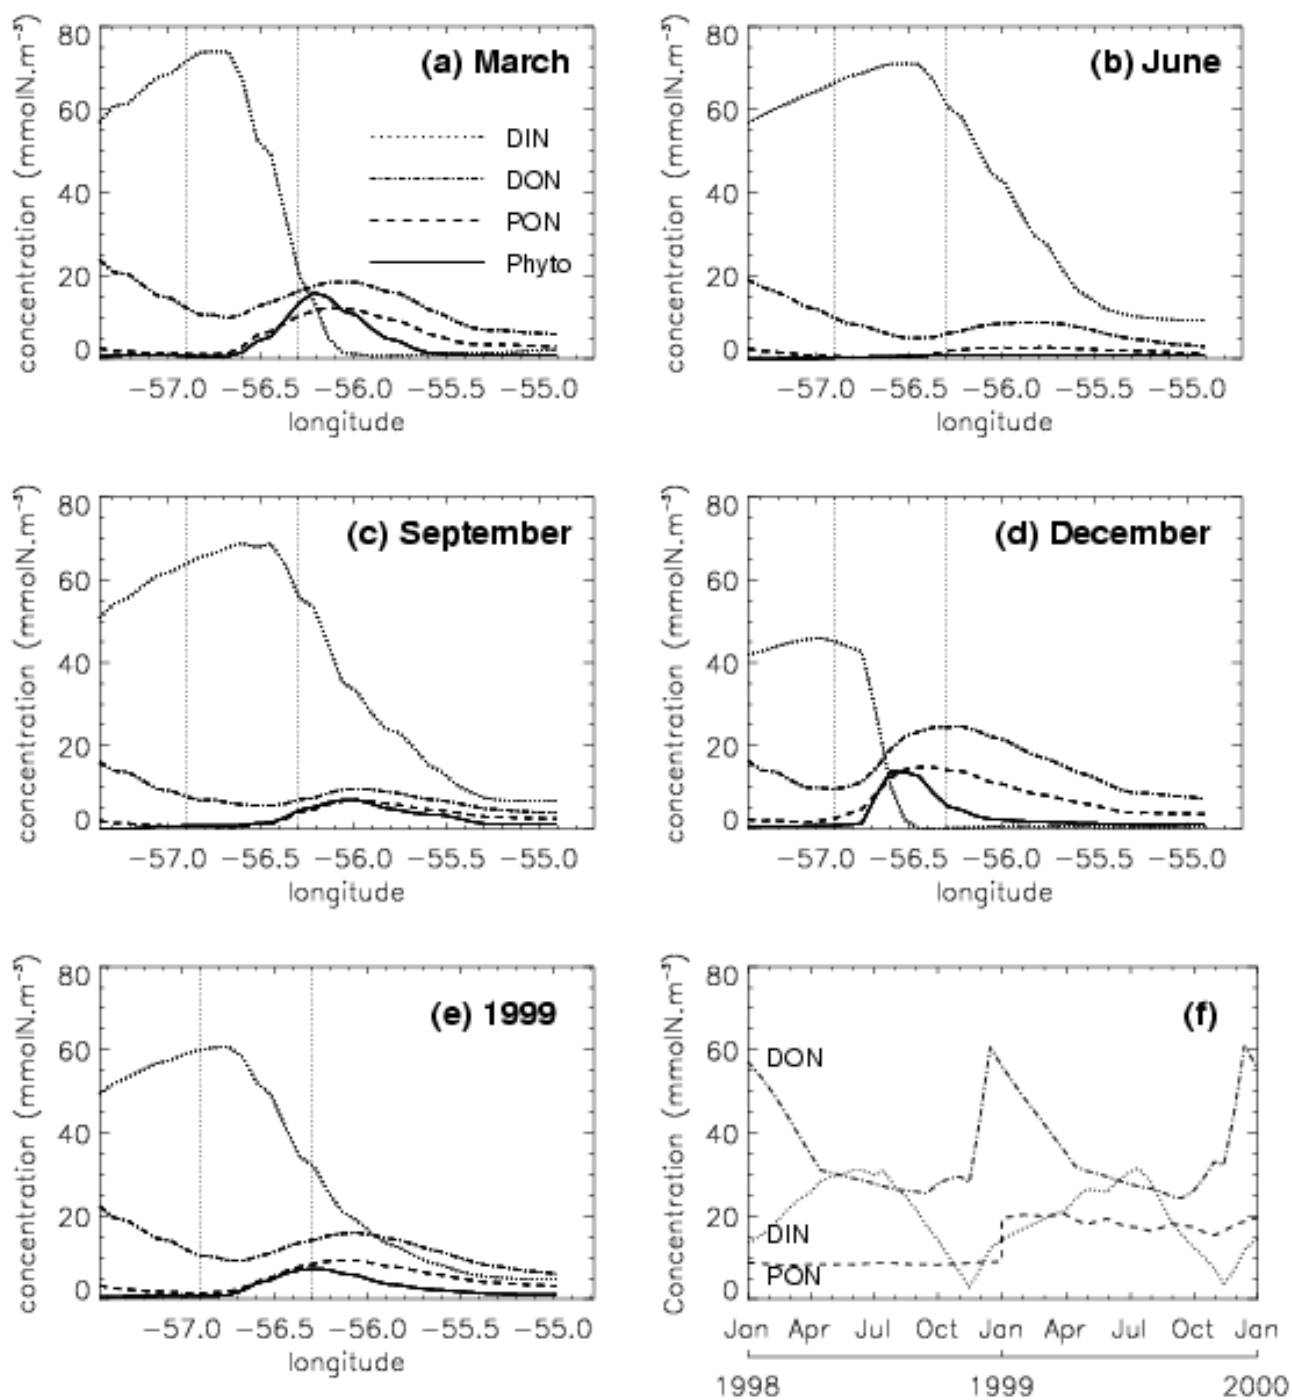 (a) March
80
60
40
20
0
DIN
DON
PON
Phyto
concentration (mmolN.m⁻³)
−57.0 −56.5 −56.0 −55.5 −55.0
longitude
(b) June
80
60
40
20
0
concentration (mmolN.m⁻³)
−57.0 −56.5 −56.0 −55.5 −55.0
longitude
(c) September
80
60
40
20
0
concentration (mmolN.m⁻³)
−57.0 −56.5 −56.0 −55.5 −55.0
longitude
(d) December
80
60
40
20
0
concentration (mmolN.m⁻³)
−57.0 −56.5 −56.0 −55.5 −55.0
longitude
(e) 1999
80
60
40
20
0
concentration (mmolN.m⁻³)
−57.0 −56.5 −56.0 −55.5 −55.0
longitude
(f)
80
60
40
20
0
Concentration (mmolN.m⁻³)
DON
DIN
PON
Jan Apr Jul Oct Jan Apr Jul Oct Jan
1998 1999 2000